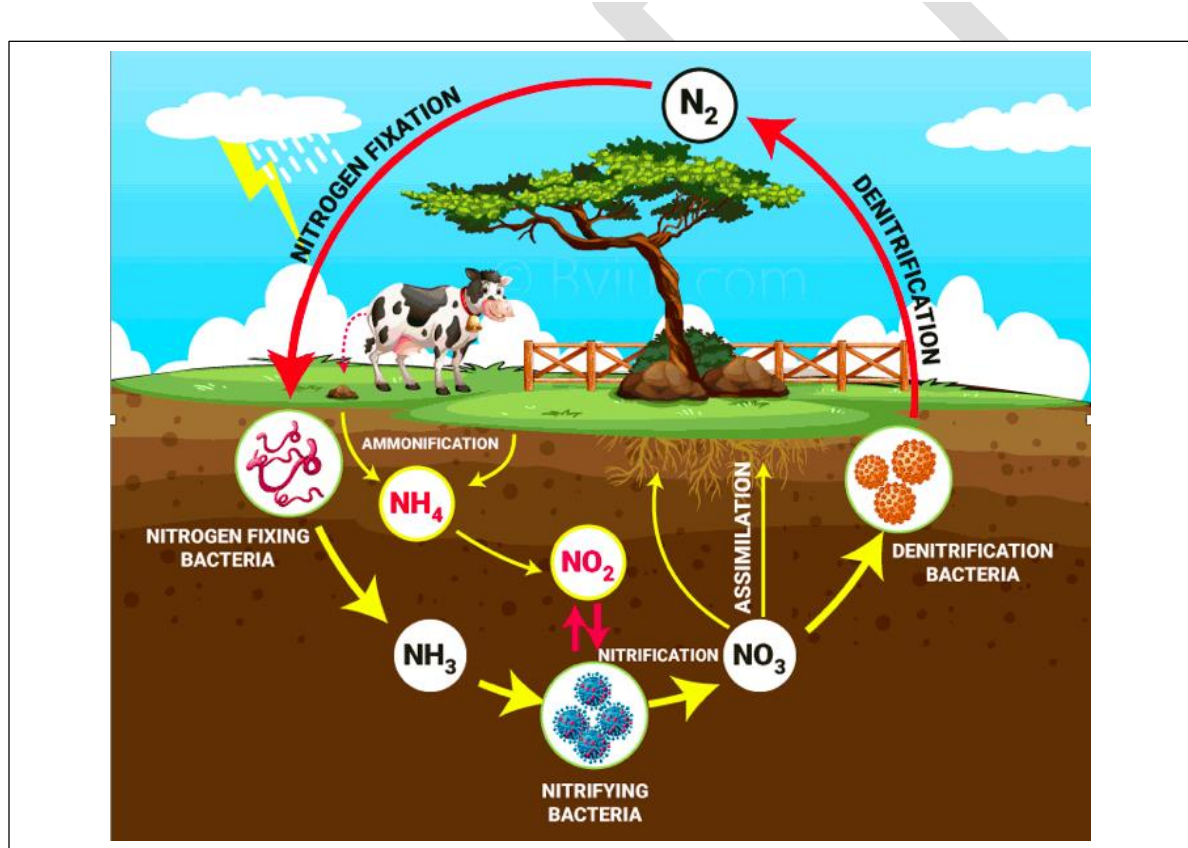 N₂
NITROGEN FIXATION
DENITRIFICATION
AMMONIFICATION
NH₄
NITROGEN FIXING
BACTERIA
NO₂
ASSIMILATION
DENITRIFICATION
BACTERIA
NH₃
NITRIFICATION
NO₃
NITRIFYING
BACTERIA